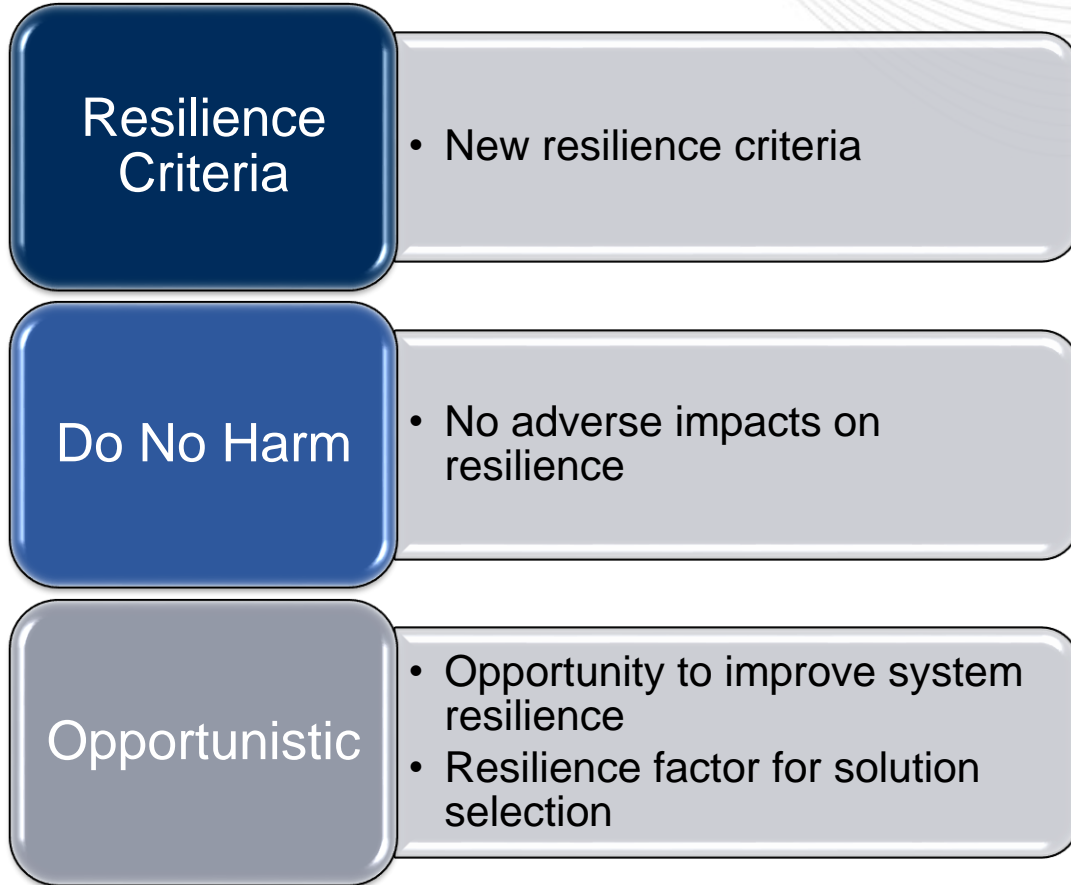 Resilience
Criteria
• New resilience criteria
Do No Harm
• No adverse impacts on
resilience
Opportunistic
• Opportunity to improve system
resilience
• Resilience factor for solution
selection